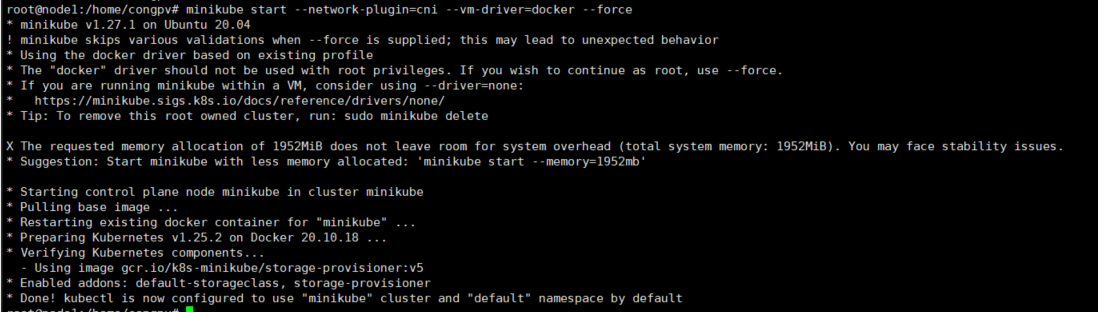 root@node1:/home/congpv# minikube start --network-plugin=cni --vm-driver=docker --force
* minikube v1.27.1 on Ubuntu 20.04
! minikube skips various validations when --force is supplied; this may lead to unexpected behavior
* Using the docker driver based on existing profile
* The "docker" driver should not be used with root privileges. If you wish to continue as root, use --force.
* If you are running minikube within a VM, consider using --driver=none:
*   https://minikube.sigs.k8s.io/docs/reference/drivers/none/
* Tip: To remove this root owned cluster, run: sudo minikube delete
X The requested memory allocation of 1952MiB does not leave room for system overhead (total system memory: 1952MiB). You may face stability issues.
* Suggestion: Start minikube with less memory allocated: 'minikube start --memory=1952mb'
* Starting control plane node minikube in cluster minikube
* Pulling base image ...
* Restarting existing docker container for "minikube" ...
* Preparing Kubernetes v1.25.2 on Docker 20.10.18 ...
* Verifying Kubernetes components...
  - Using image gcr.io/k8s-minikube/storage-provisioner:v5
* Enabled addons: default-storageclass, storage-provisioner
* Done! kubectl is now configured to use "minikube" cluster and "default" namespace by default
root@node1:/home/congpv#